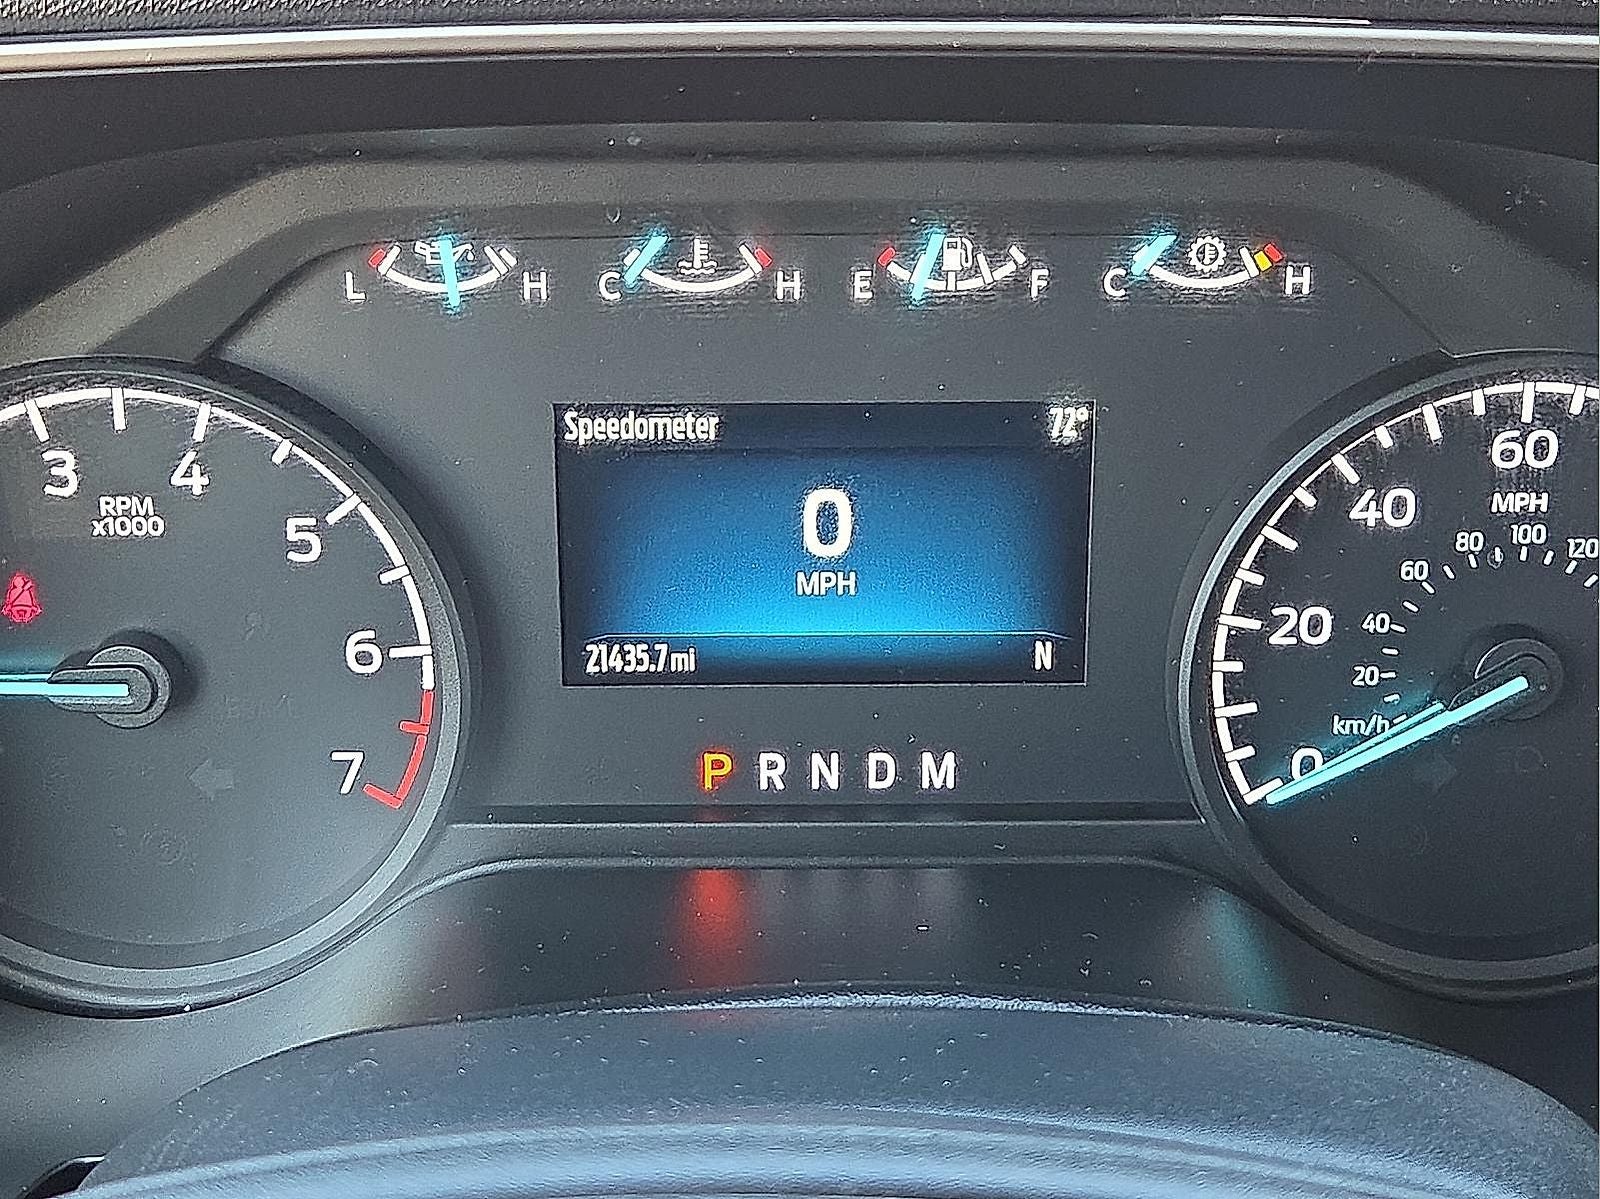 L H C H E F C H
Speedometer 72°
0
MPH
21435.7 mi N
P R N D M
3 4 5 6 7
RPM
x1000
0 20 40 60
MPH
km/h 20 40 60 80 100 120